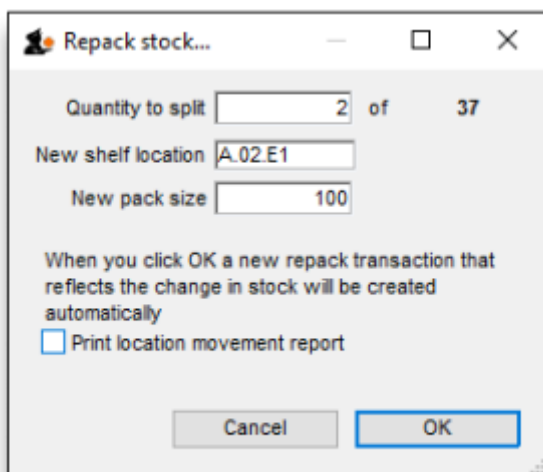 Repack stock...
Quantity to split 2 of 37
New shelf location A.02.E1
New pack size 100
When you click OK a new repack transaction that
reflects the change in stock will be created
automatically
Print location movement report
Cancel OK